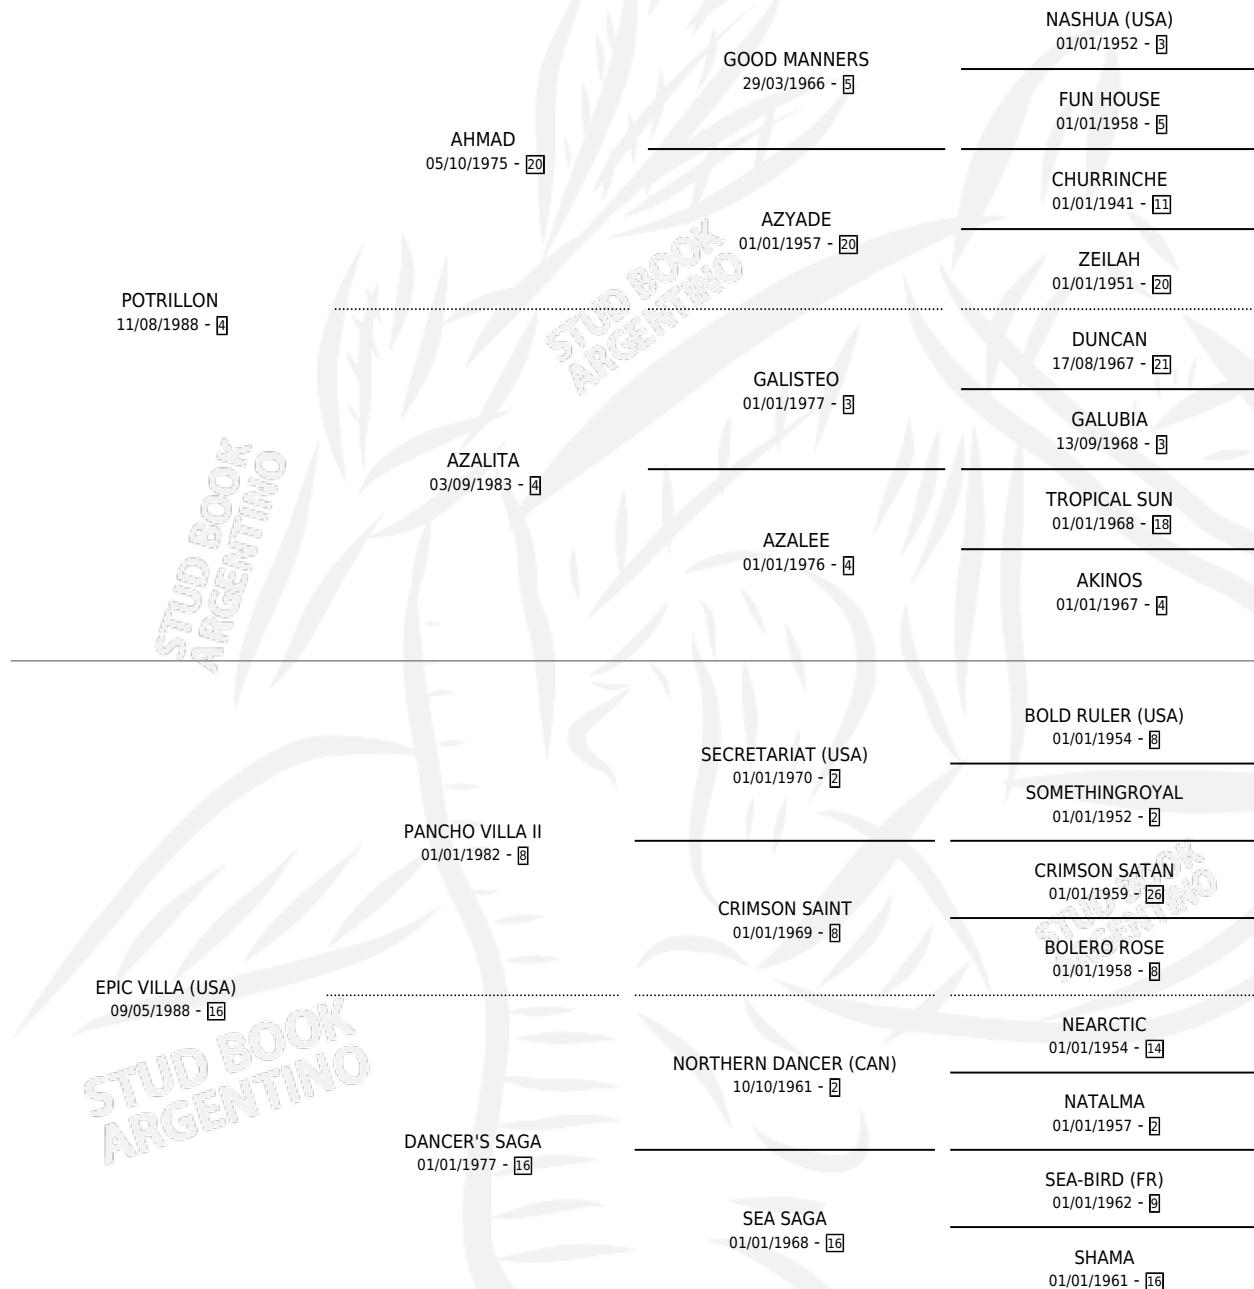 NASHUA (USA)
01/01/1952 - 3
GOOD MANNERS
29/03/1966 - 5
FUN HOUSE
01/01/1958 - 5
AHMAD
05/10/1975 - 20
CHURRINCHE
01/01/1941 - 11
AZYADE
01/01/1957 - 20
ZEILAH
01/01/1951 - 20
POTRILLON
11/08/1988 - 4
DUNCAN
17/08/1967 - 21
GALISTEO
01/01/1977 - 3
GALUBIA
13/09/1968 - 3
AZALITA
03/09/1983 - 4
TROPICAL SUN
01/01/1968 - 18
AZALEE
01/01/1976 - 4
AKINOS
01/01/1967 - 4
STUD BOOK
ARGENTINO
STUD BOOK
ARGENTINO
BOLD RULER (USA)
01/01/1954 - 8
SECRETARIAT (USA)
01/01/1970 - 2
SOMETHINGROYAL
01/01/1952 - 2
PANCHO VILLA II
01/01/1982 - 8
CRIMSON SATAN
01/01/1959 - 26
CRIMSON SAINT
01/01/1969 - 8
BOLERO ROSE
01/01/1958 - 8
STUD BOOK
ARGENTINO
EPIC VILLA (USA)
09/05/1988 - 16
NEARCTIC
01/01/1954 - 14
NORTHERN DANCER (CAN)
10/10/1961 - 2
NATALMA
01/01/1957 - 2
DANCER'S SAGA
01/01/1977 - 16
SEA-BIRD (FR)
01/01/1962 - 9
SEA SAGA
01/01/1968 - 16
SHAMA
01/01/1961 - 16
STUD BOOK
ARGENTINO